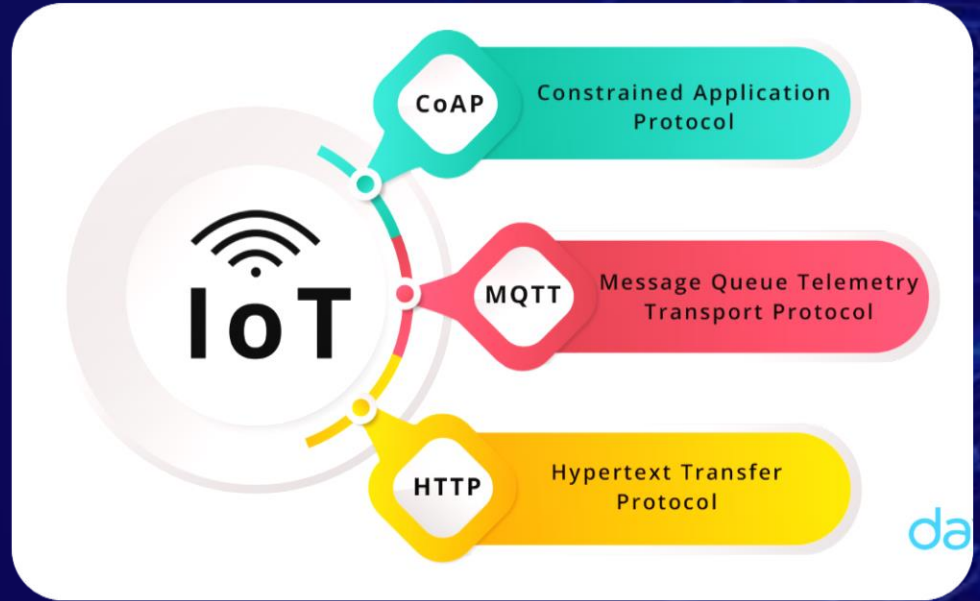 IoT
CoAP
Constrained Application
Protocol
MQTT
Message Queue Telemetry
Transport Protocol
HTTP
Hypertext Transfer
Protocol
da